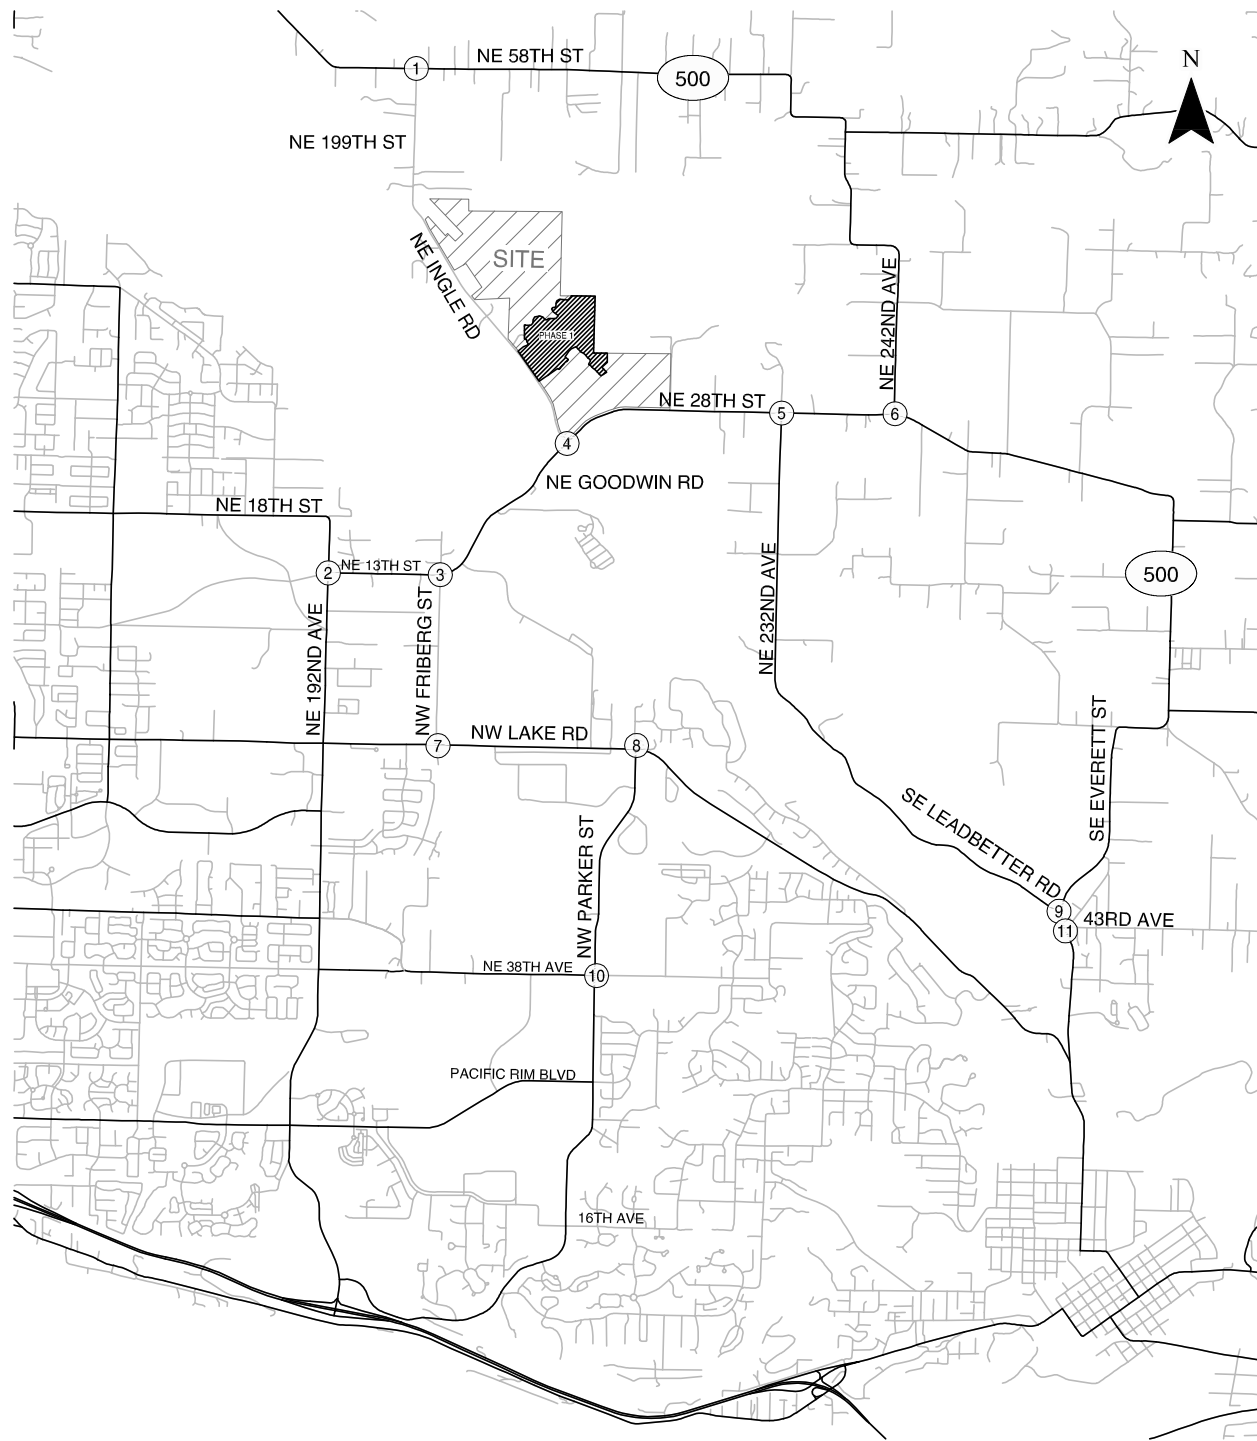 NE 58TH ST
1
500
N
NE 199TH ST
SITE
NE INGLE RD
NE 242ND AVE
PHASE 1
NE 28TH ST
5
6
4
NE GOODWIN RD
NE 18TH ST
NE 13TH ST
2
3
500
NE 232ND AVE
NE 192ND AVE
NW FRIBERG ST
NW LAKE RD
7
8
SE EVERETT ST
SE LEADBETTER RD
NW PARKER ST
9
43RD AVE
11
NE 38TH AVE
10
PACIFIC RIM BLVD
16TH AVE